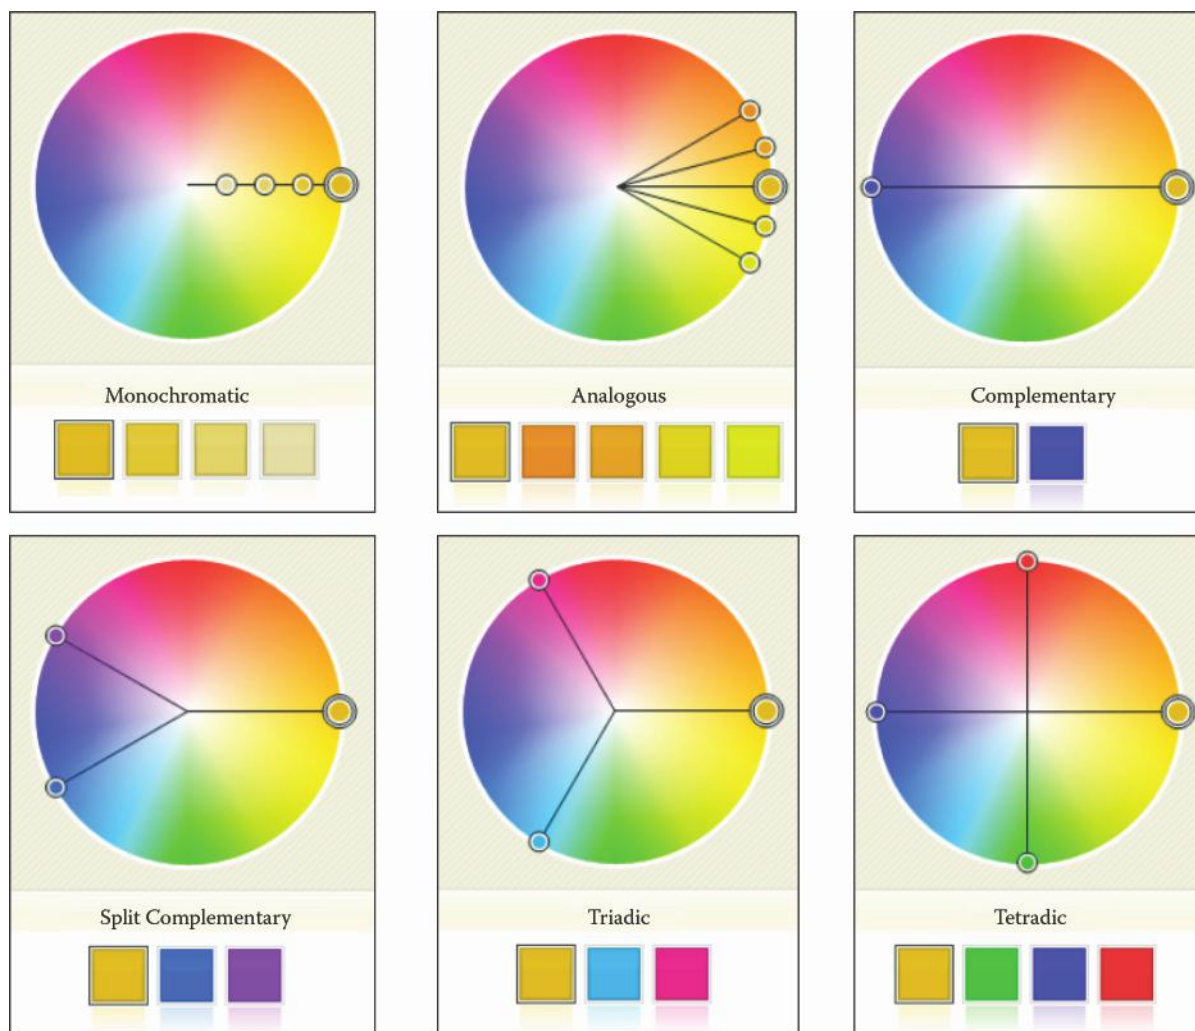 Monochromatic
Analogous
Complementary
Split Complementary
Triadic
Tetradic